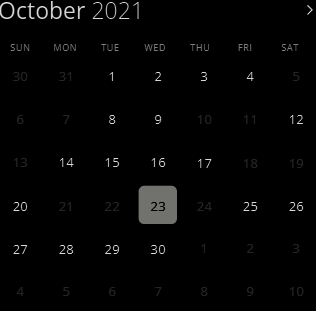 October 2021
SUN MON TUE WED THU FRI SAT
30 31 1 2 3 4 5
6 7 8 9 10 11 12
13 14 15 16 17 18 19
20 21 22 23 24 25 26
27 28 29 30 1 2 3
4 5 6 7 8 9 10